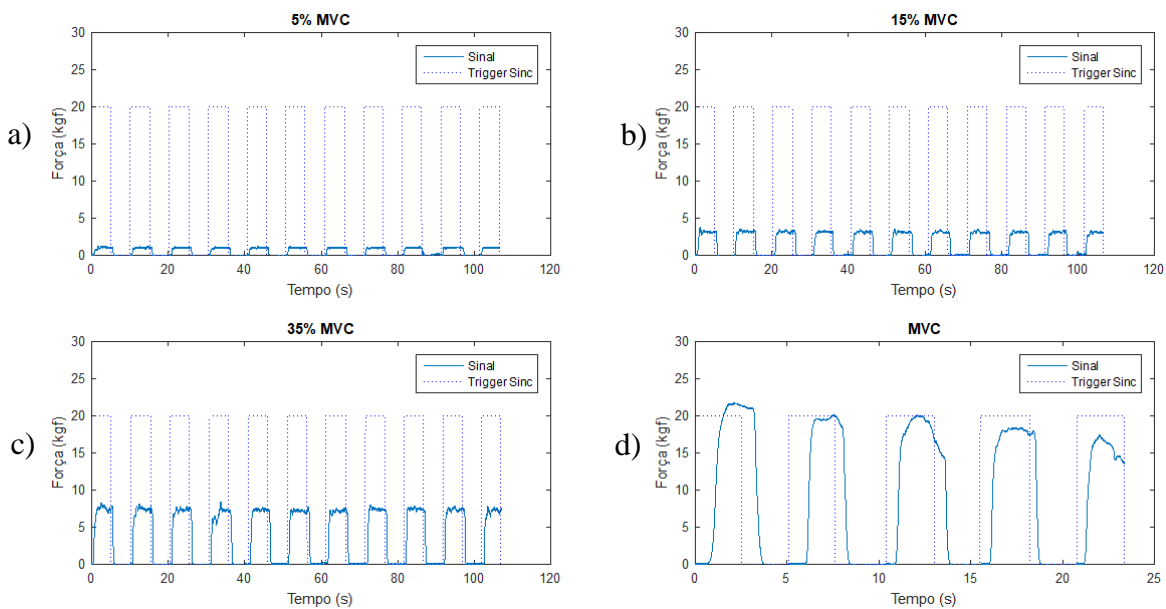 5% MVC
30
25
20
15
10
5
0
0 20 40 60 80 100 120
Força (kgf)
Tempo (s)
Sinal
Trigger Sinc
a)
15% MVC
30
25
20
15
10
5
0
0 20 40 60 80 100 120
Força (kgf)
Tempo (s)
Sinal
Trigger Sinc
b)
35% MVC
30
25
20
15
10
5
0
0 20 40 60 80 100 120
Força (kgf)
Tempo (s)
Sinal
Trigger Sinc
c)
MVC
30
25
20
15
10
5
0
0 5 10 15 20 25
Força (kgf)
Tempo (s)
Sinal
Trigger Sinc
d)